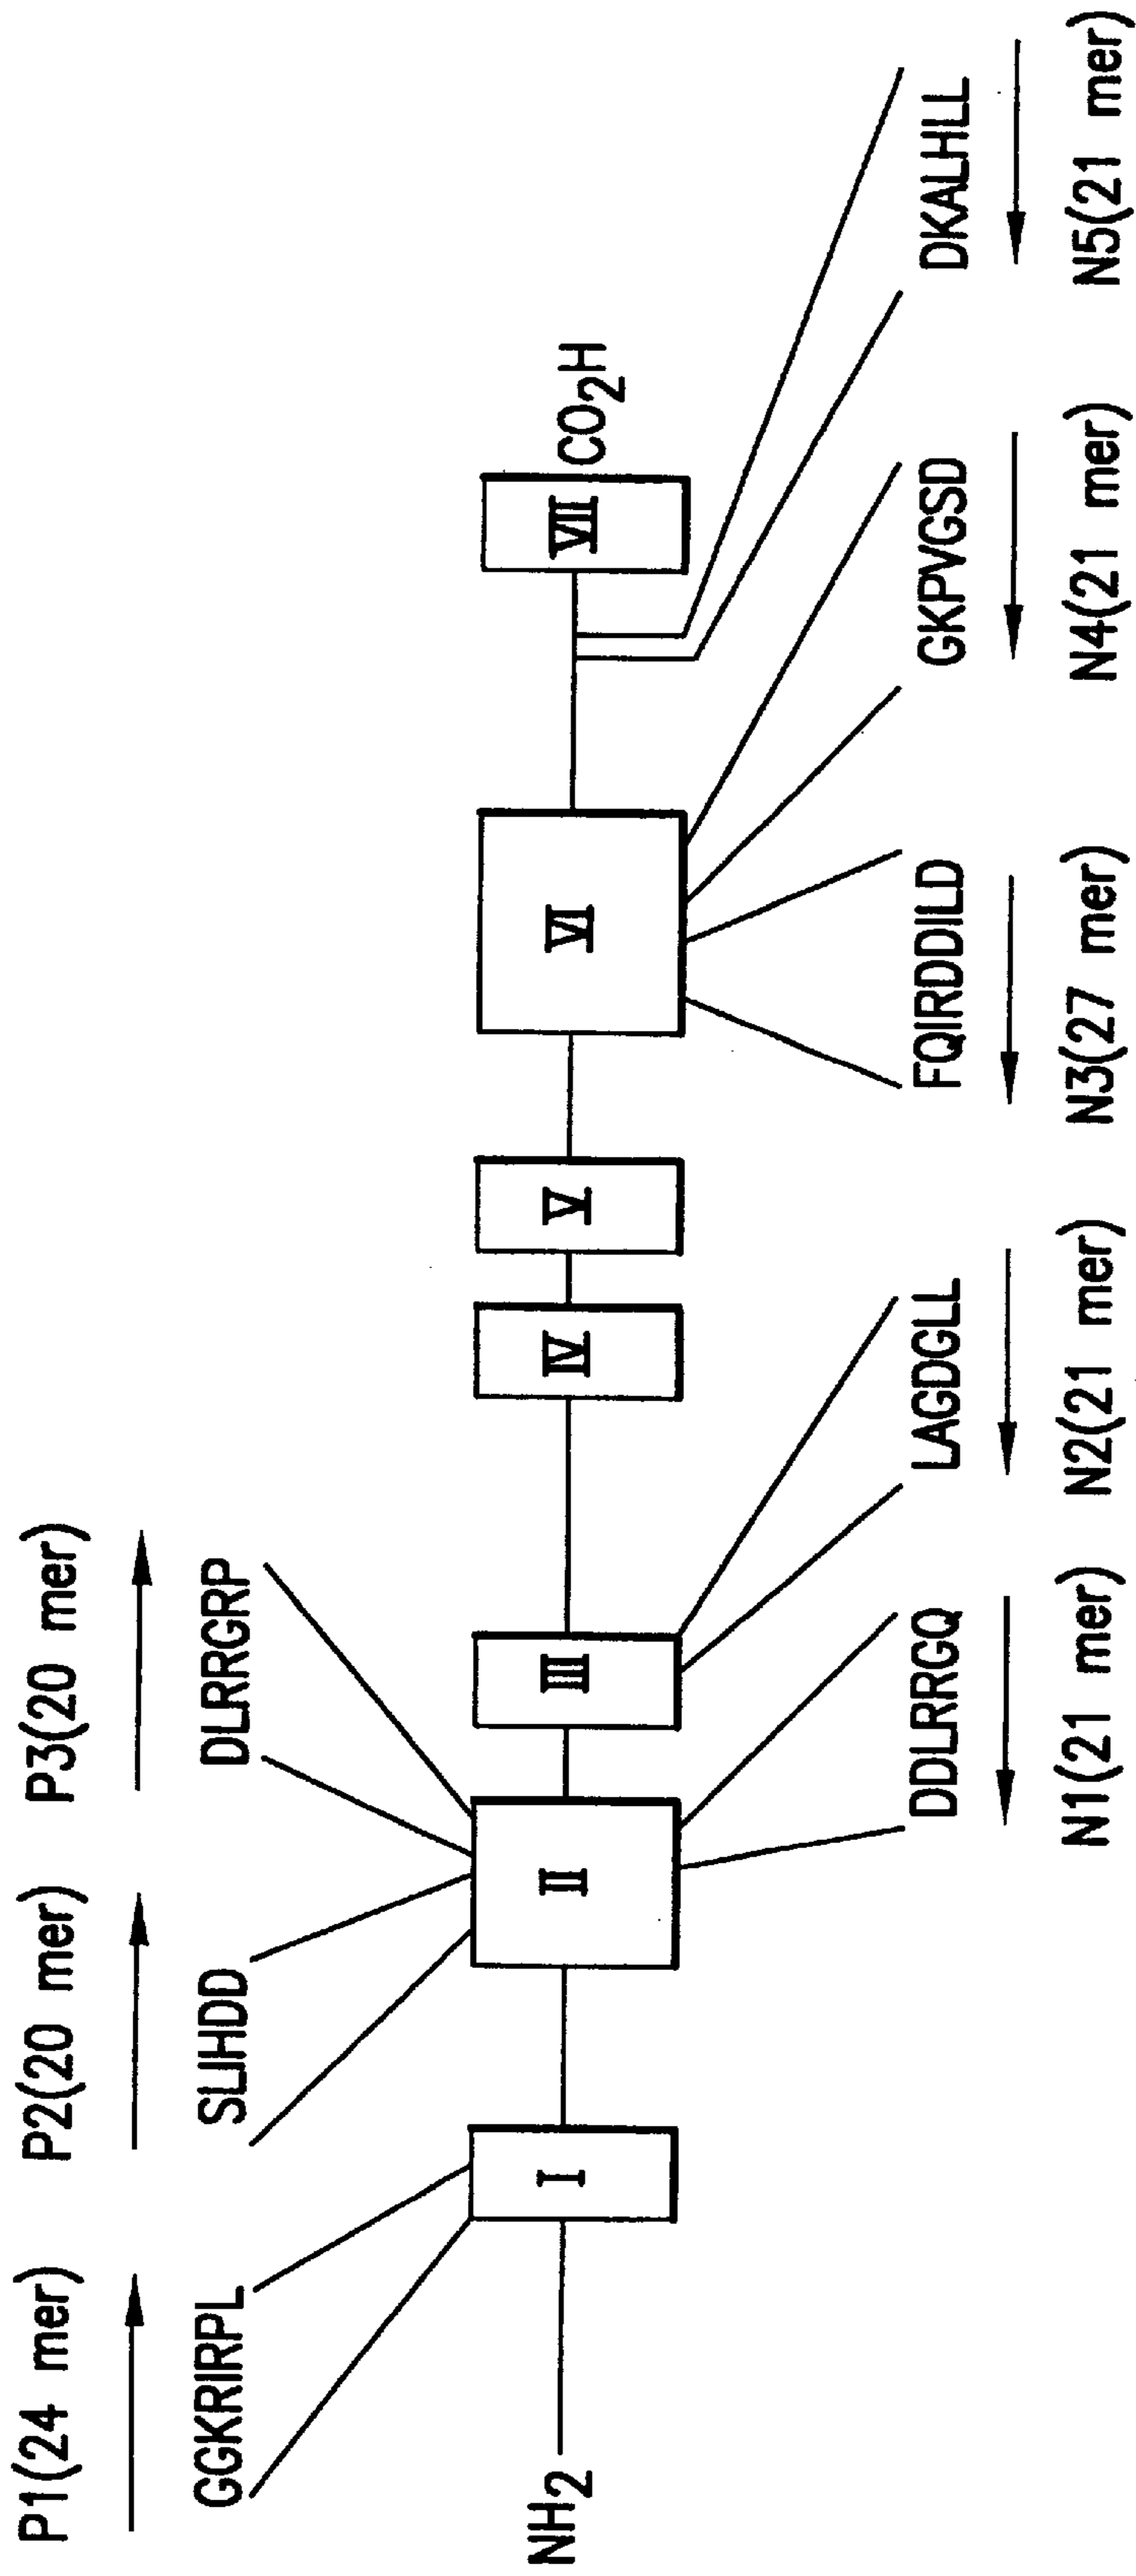 P1(24 mer) P2(20 mer) P3(20 mer)
GGKRIRPL SLIHDD DLRRGRP
NH2 I II III IV V VI VII CO2H
DDLRRGQ LAGDGLL FQIRDDILD GKPVGSD DKALHLL
N1(21 mer) N2(21 mer) N3(27 mer) N4(21 mer) N5(21 mer)